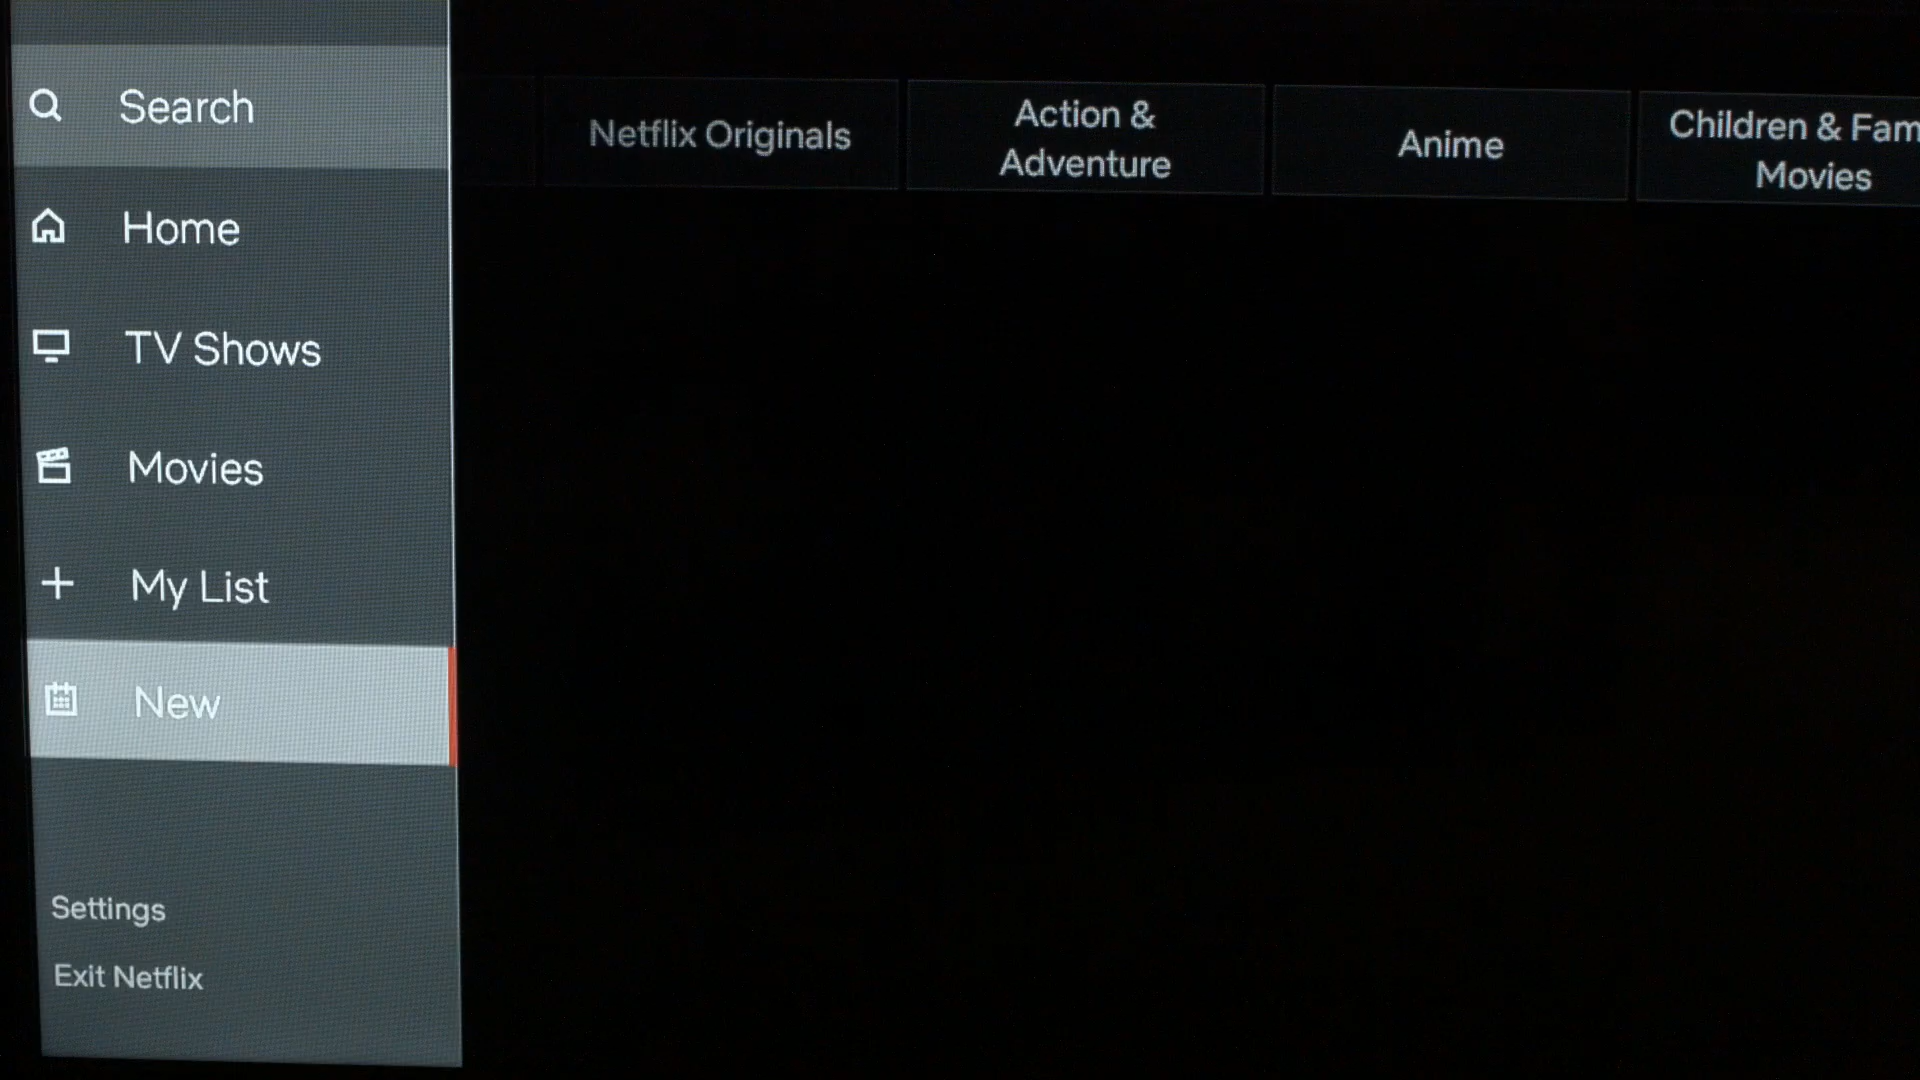 Search
Home
TV Shows
Movies
My List
New
Settings
Exit Netflix
Netflix Originals
Action &
Adventure
Anime
Children & Fam
Movies